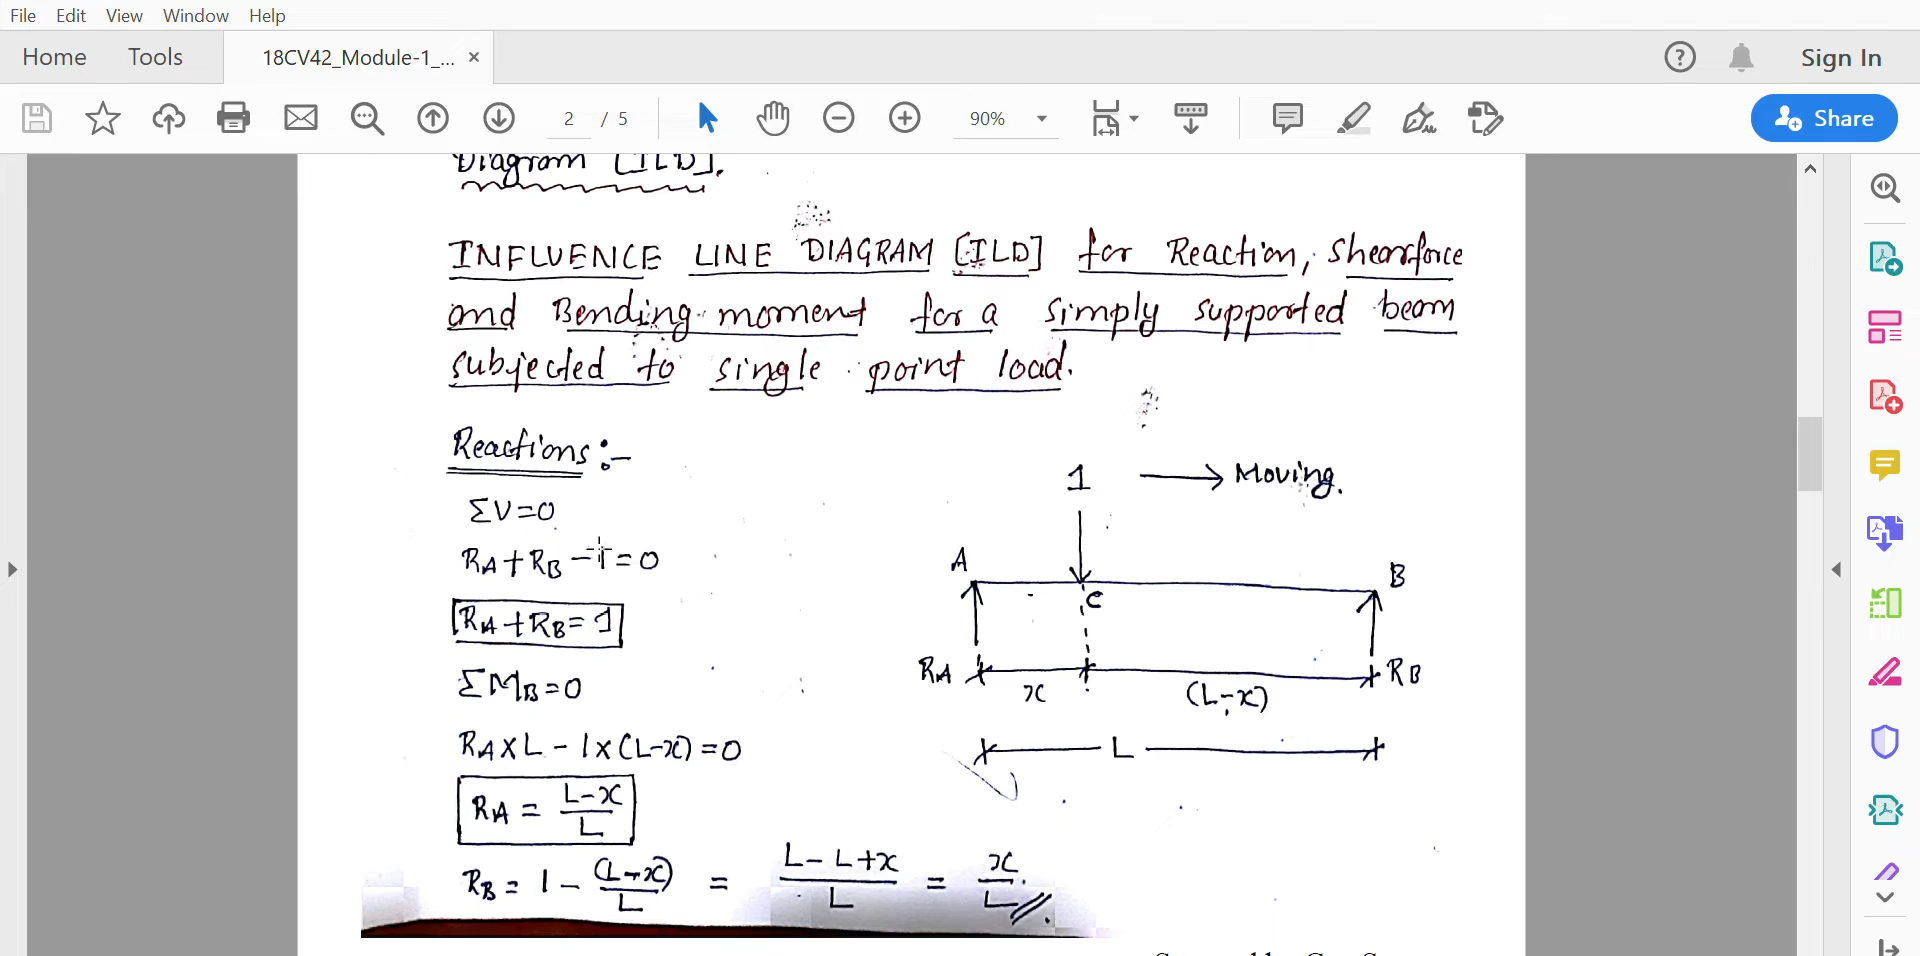 File Edit View Window Help
Home Tools 18CV42_Module-1_... × Sign In
2 / 5 90% Share
Diagram [ILD].
INFLUENCE LINE DIAGRAM [ILD] for Reaction, Shearforce
and Bending moment for a simply supported beam
subjected to single point load.
Reactions :-
ΣV=0
RA+RB-1=0
RA+RB=1
ΣMB=0
RA×L - 1×(L-x)=0
RA = L-x / L
RB = 1 - (L-x) / L = L-L+x / L = x / L
1 → Moving.
A B
C
RA RB
x (L-x)
L